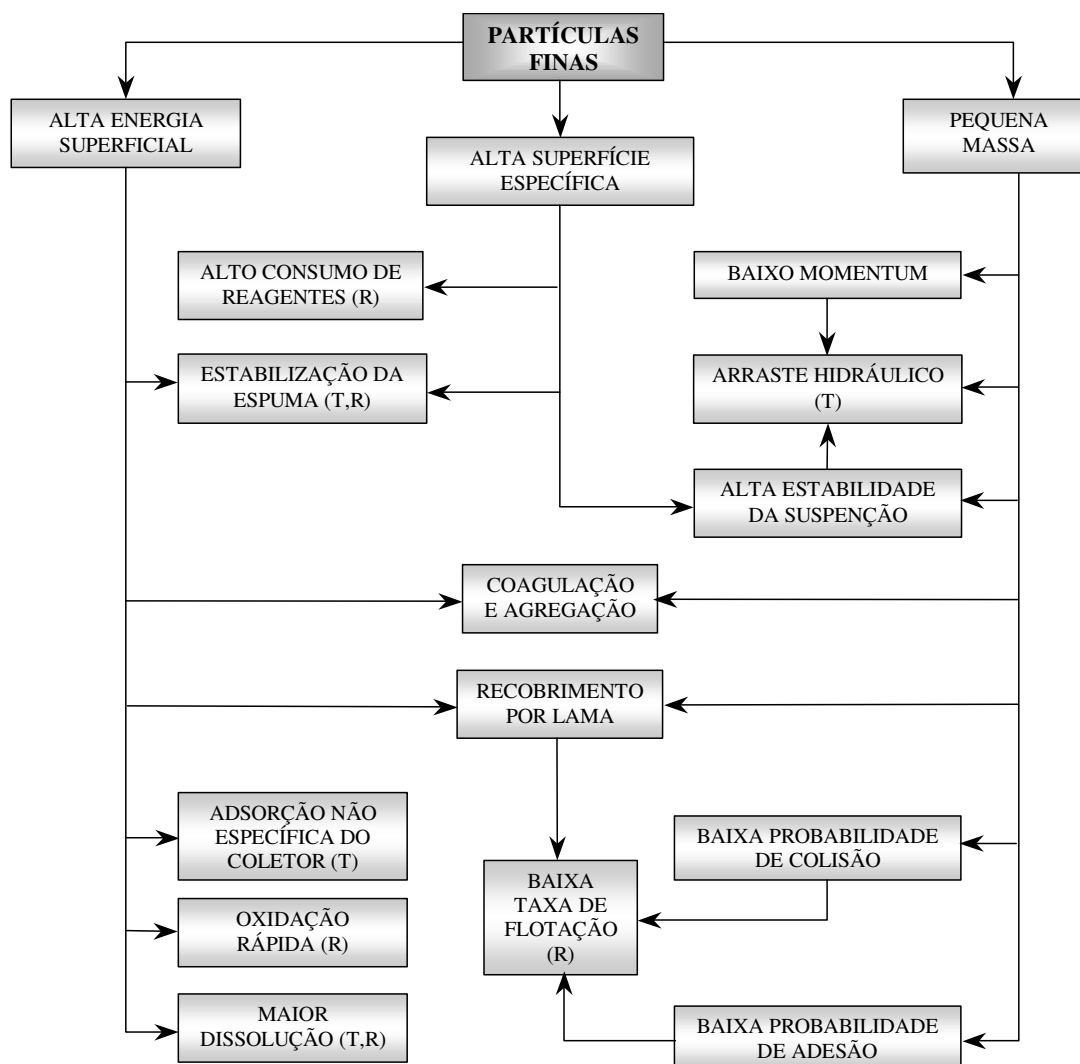 PARTÍCULAS
FINAS
ALTA ENERGIA
SUPERFICIAL
ALTA SUPERFÍCIE
ESPECÍFICA
PEQUENA
MASSA
ALTO CONSUMO DE
REAGENTES (R)
BAIXO MOMENTUM
ESTABILIZAÇÃO DA
ESPUMA (T,R)
ARRASTE HIDRÁULICO
(T)
ALTA ESTABILIDADE
DA SUSPENÇÃO
COAGULAÇÃO
E AGREGAÇÃO
RECOBRIMENTO
POR LAMA
ADSORÇÃO NÃO
ESPECÍFICA DO
COLETOR (T)
BAIXA PROBABILIDADE
DE COLISÃO
BAIXA
TAXA DE
FLOTAÇÃO
(R)
OXIDAÇÃO
RÁPIDA (R)
MAIOR
DISSOLUÇÃO (T,R)
BAIXA PROBABILIDADE
DE ADESÃO